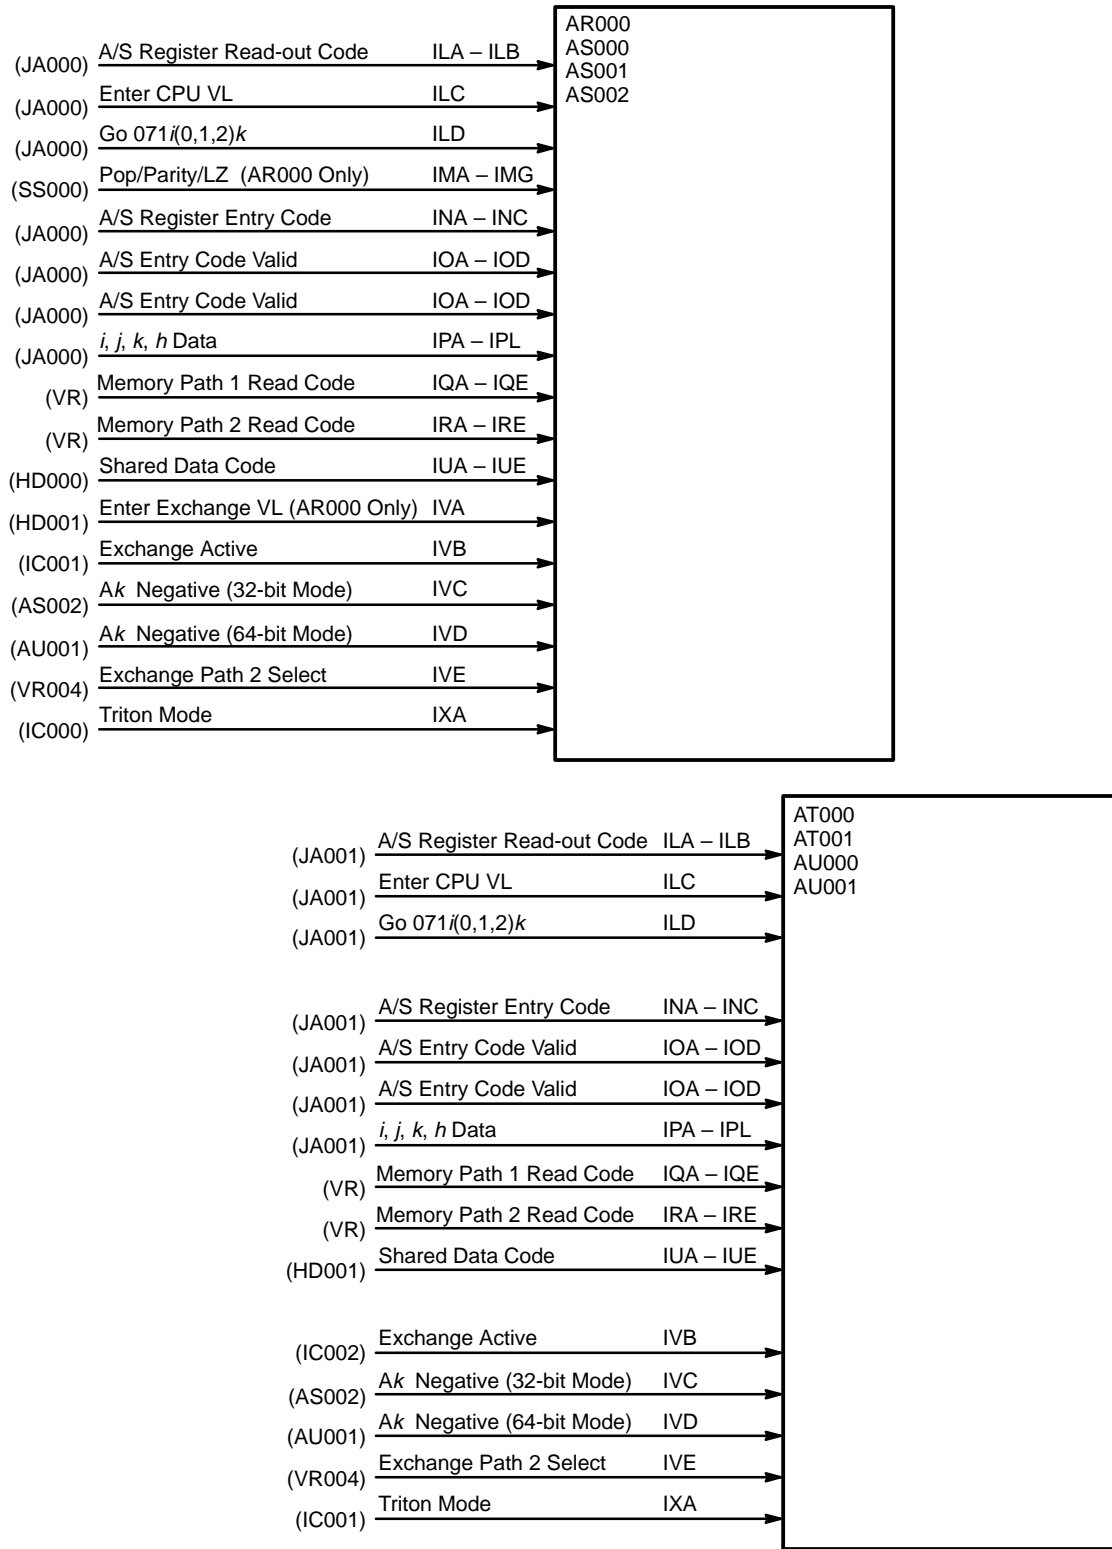 AR000
AS000
AS001
AS002
(JA000) A/S Register Read-out Code ILA – ILB
(JA000) Enter CPU VL ILC
(JA000) Go 071i(0,1,2)k ILD
(SS000) Pop/Parity/LZ (AR000 Only) IMA – IMG
(JA000) A/S Register Entry Code INA – INC
(JA000) A/S Entry Code Valid IOA – IOD
(JA000) A/S Entry Code Valid IOA – IOD
(JA000) i, j, k, h Data IPA – IPL
(VR) Memory Path 1 Read Code IQA – IQE
(VR) Memory Path 2 Read Code IRA – IRE
(HD000) Shared Data Code IUA – IUE
(HD001) Enter Exchange VL (AR000 Only) IVA
(IC001) Exchange Active IVB
(AS002) Ak Negative (32-bit Mode) IVC
(AU001) Ak Negative (64-bit Mode) IVD
(VR004) Exchange Path 2 Select IVE
(IC000) Triton Mode IXA
AT000
AT001
AU000
AU001
(JA001) A/S Register Read-out Code ILA – ILB
(JA001) Enter CPU VL ILC
(JA001) Go 071i(0,1,2)k ILD
(JA001) A/S Register Entry Code INA – INC
(JA001) A/S Entry Code Valid IOA – IOD
(JA001) A/S Entry Code Valid IOA – IOD
(JA001) i, j, k, h Data IPA – IPL
(VR) Memory Path 1 Read Code IQA – IQE
(VR) Memory Path 2 Read Code IRA – IRE
(HD001) Shared Data Code IUA – IUE
(IC002) Exchange Active IVB
(AS002) Ak Negative (32-bit Mode) IVC
(AU001) Ak Negative (64-bit Mode) IVD
(VR004) Exchange Path 2 Select IVE
(IC001) Triton Mode IXA